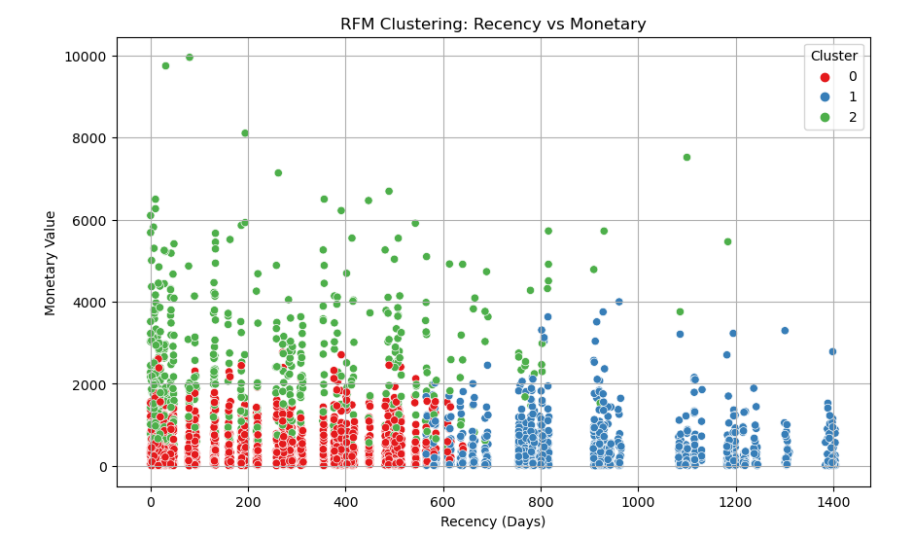 RFM Clustering: Recency vs Monetary
Cluster
0
1
2
10000
8000
6000
4000
2000
0
Monetary Value
0 200 400 600 800 1000 1200 1400
Recency (Days)